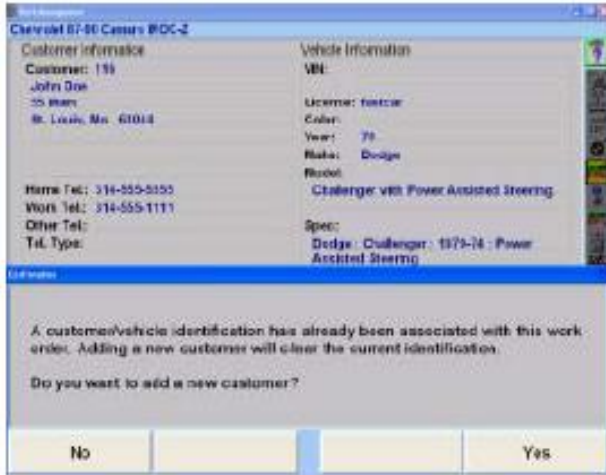 Chevrolet 87-90 Camaro IROC-Z
Customer Information
Customer: 196
John Doe
55 Main
St. Louis, Mo
Home Tel.: 314-555-5555
Work Tel.: 314-555-1111
Other Tel.:
Tel. Type:
Vehicle Information
VIN:
License: fastcar
Color:
Year: 70
Make: Dodge
Model:
Challenger with Power Assisted Steering
Spec:
Dodge : Challenger : 1970-74 : Power
Assisted Steering
Confirmation
A customer/vehicle identification has already been associated with this work
order. Adding a new customer will clear the current identification.
Do you want to add a new customer?
No
Yes